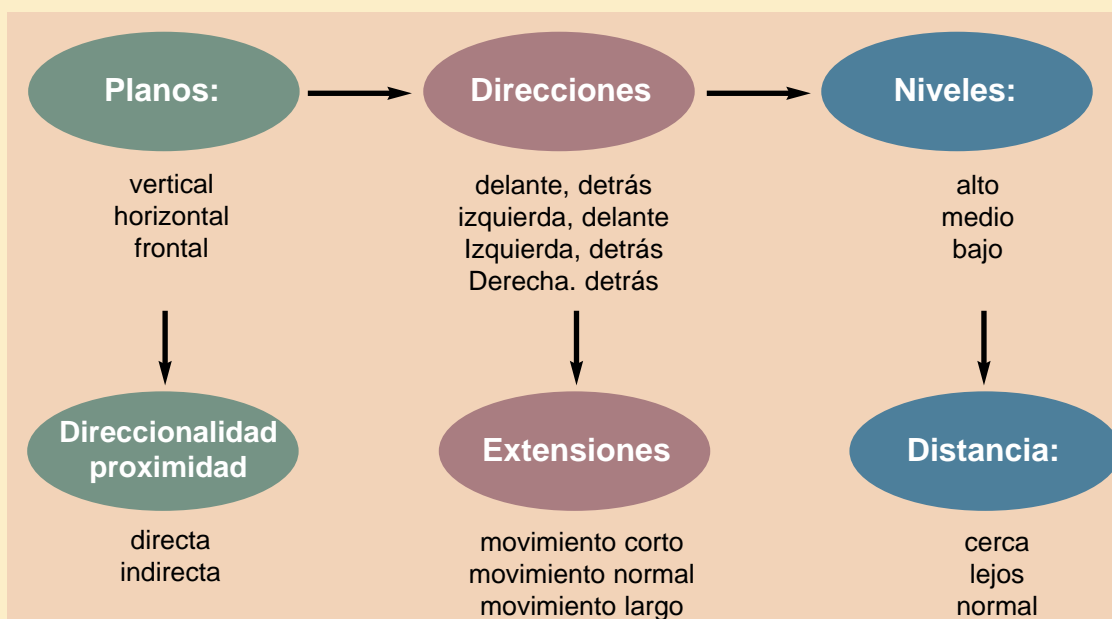 Planos:
vertical
horizontal
frontal
Direcciones
delante, detrás
izquierda, delante
Izquierda, detrás
Derecha. detrás
Niveles:
alto
medio
bajo
Direccionalidad
proximidad
directa
indirecta
Extensiones
movimiento corto
movimiento normal
movimiento largo
Distancia:
cerca
lejos
normal